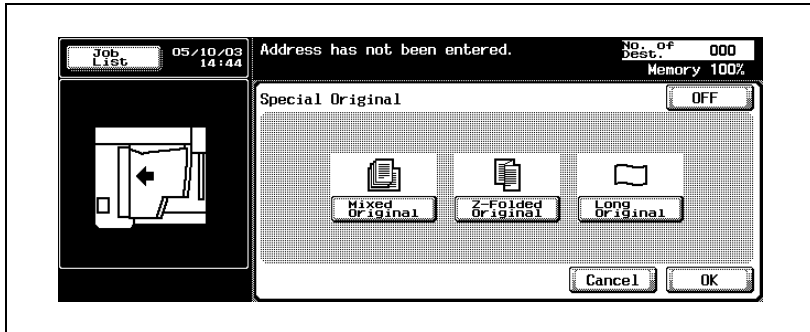 Job
List
05/10/03
14:44
Address has not been entered.
No. of
Dest.
000
Memory 100%
Special Original
OFF
Mixed
Original
Z-Folded
Original
Long
Original
Cancel
OK